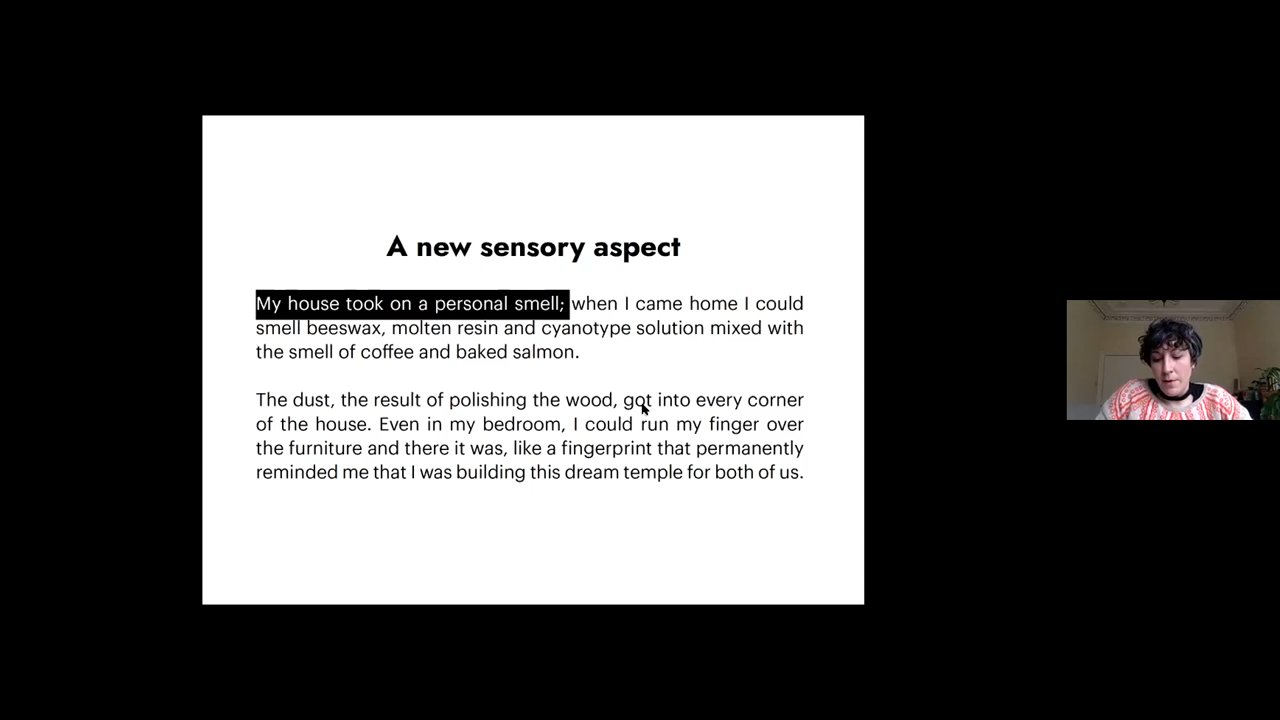 A new sensory aspect
My house took on a personal smell; when I came home I could
smell beeswax, molten resin and cyanotype solution mixed with
the smell of coffee and baked salmon.
The dust, the result of polishing the wood, got into every corner
of the house. Even in my bedroom, I could run my finger over
the furniture and there it was, like a fingerprint that permanently
reminded me that I was building this dream temple for both of us.